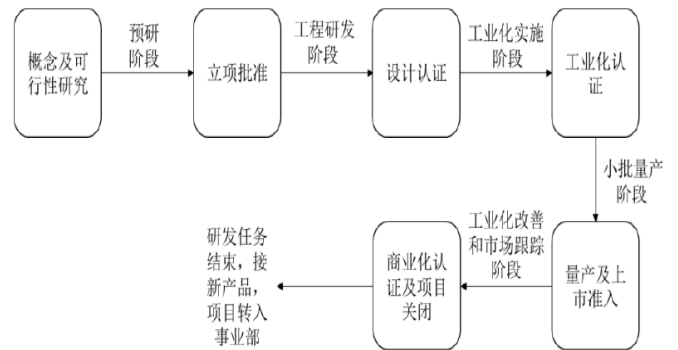 概念及可
行性研究
预研
阶段
立项批准
工程研发
阶段
设计认证
工业化实施
阶段
工业化认
证
小批量产
阶段
量产及上
市准入
工业化改善
和市场跟踪
阶段
商业化认
证及项目
关闭
研发任务
结束，接
新产品，
项目转入
事业部